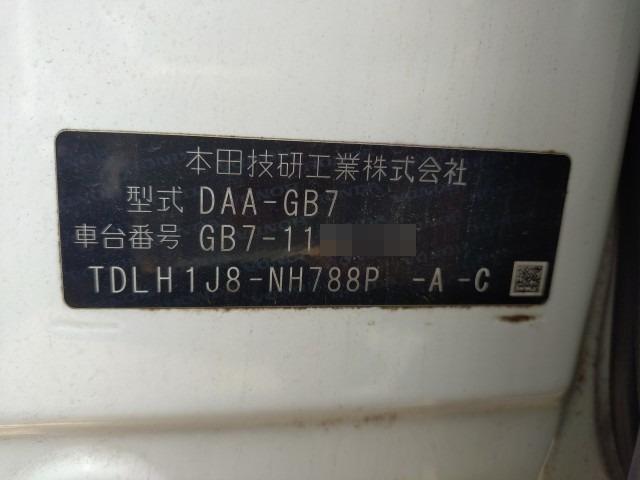 本田技研工業株式会社
型式 DAA-GB7
車台番号 GB7-11
TDLH1J8-NH788P -A -C